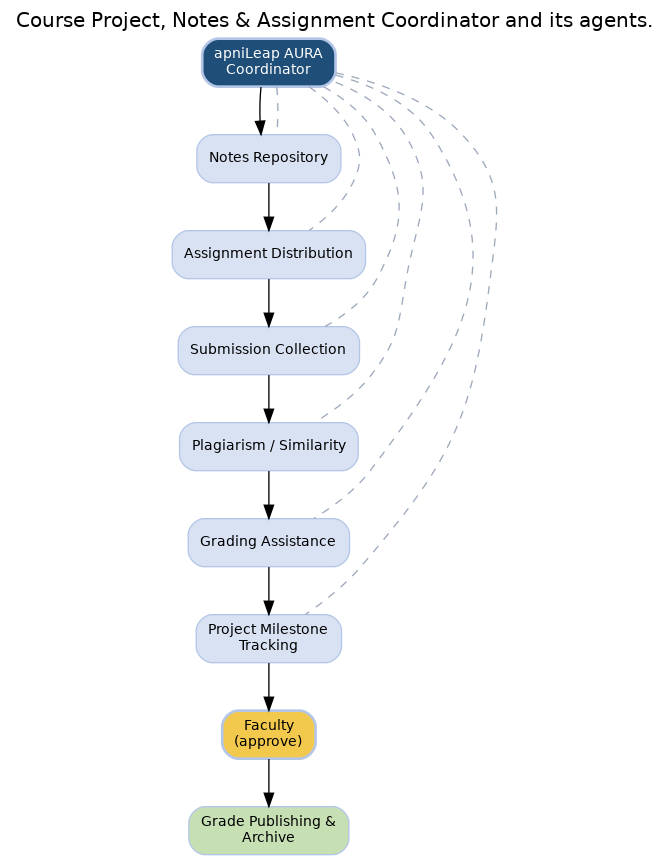 Course Project, Notes & Assignment Coordinator and its agents.
apniLeap AURA
Coordinator
Notes Repository
Assignment Distribution
Submission Collection
Plagiarism / Similarity
Grading Assistance
Project Milestone
Tracking
Faculty
(approve)
Grade Publishing &
Archive